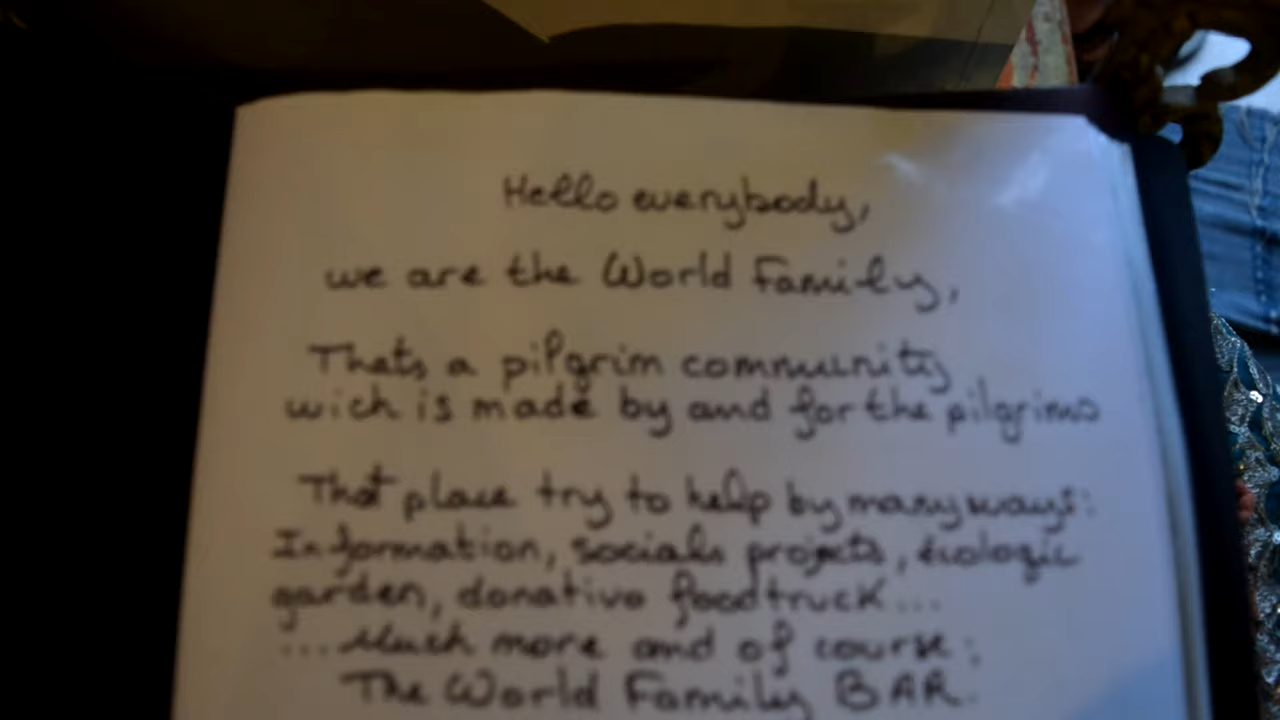 Hello everybody,
we are the World Family,
Thats a pilgrim community
wich is made by and for the pilgrims
That place try to help by many ways:
Information, socials projects, écologic
garden, donativo foodtruck...
...Much more and of course:
The World Family BAR.